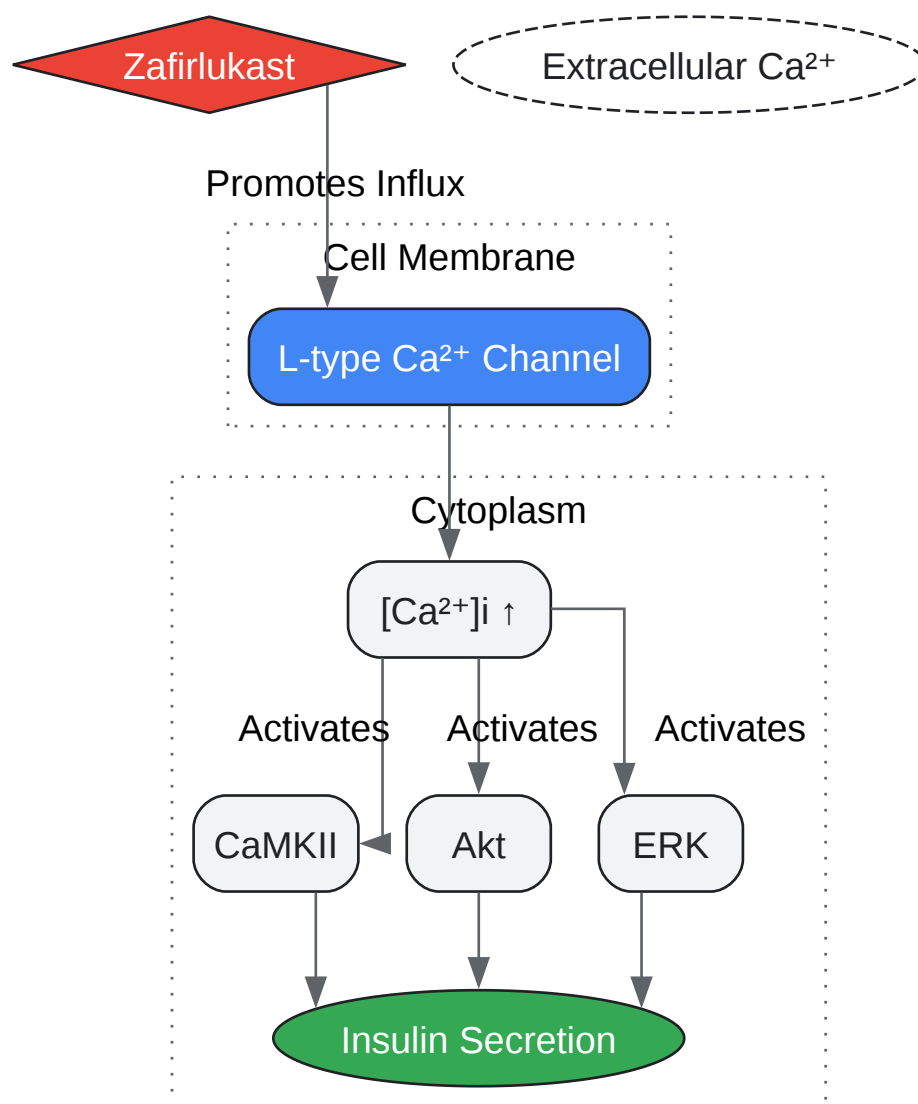 Zafirlukast
Extracellular Ca²⁺
Promotes Influx
Cell Membrane
L-type Ca²⁺ Channel
Cytoplasm
[Ca²⁺]i ↑
Activates
Activates
Activates
CaMKII
Akt
ERK
Insulin Secretion